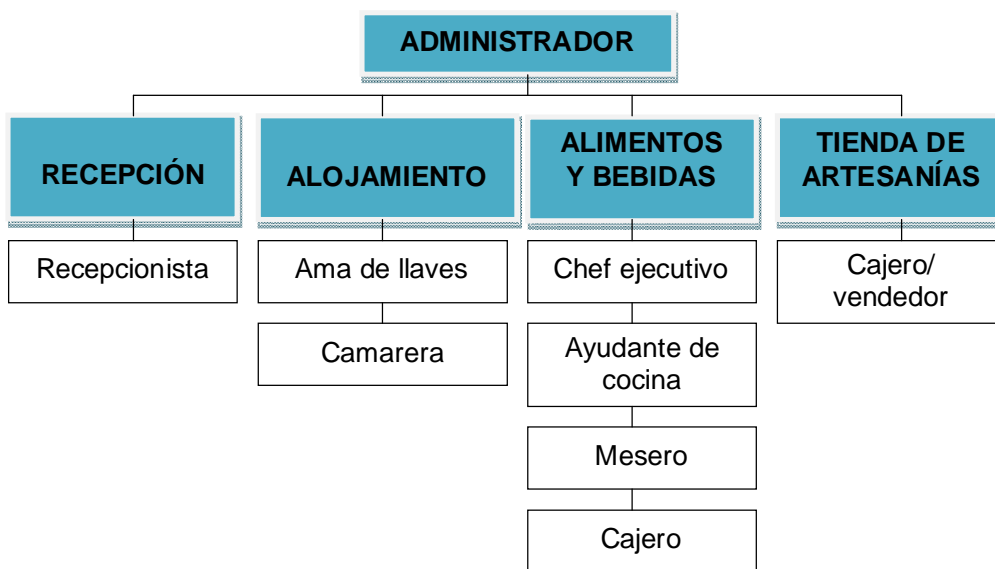 ADMINISTRADOR
RECEPCIÓN
ALOJAMIENTO
ALIMENTOS
Y BEBIDAS
TIENDA DE
ARTESANÍAS
Recepcionista
Ama de llaves
Chef ejecutivo
Cajero/
vendedor
Camarera
Ayudante de
cocina
Mesero
Cajero